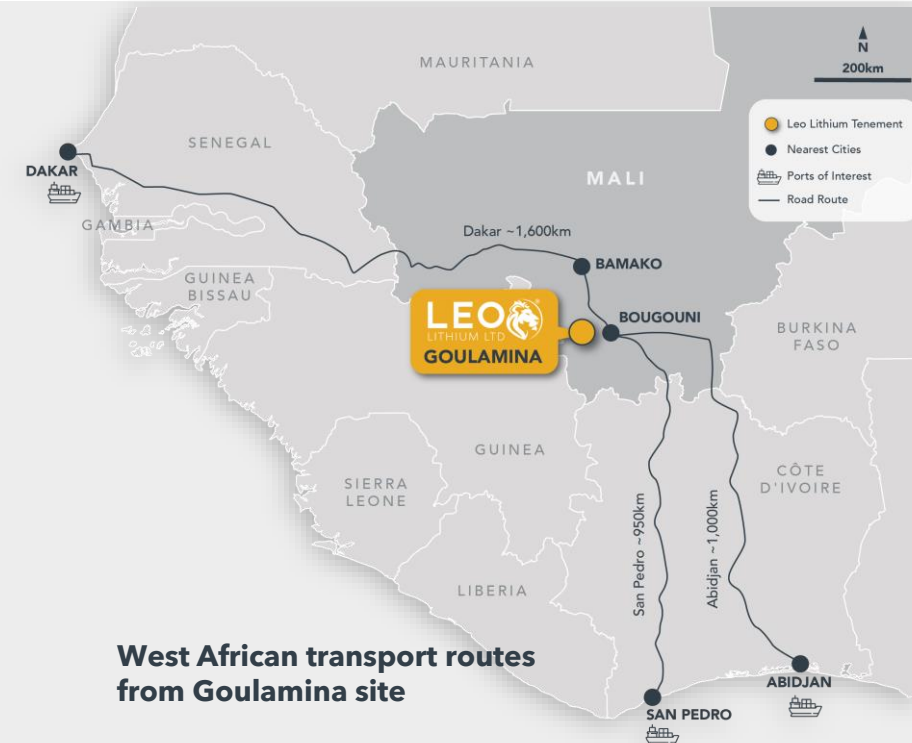 MAURITANIA
N
200km
Leo Lithium Tenement
Nearest Cities
Ports of Interest
Road Route
SENEGAL
DAKAR
MALI
GAMBIA
Dakar ~1,600km
BAMAKO
GUINEA
BISSAU
LEO
LITHIUM LTD
GOULAMINA
BOUGOUNI
BURKINA
FASO
GUINEA
SIERRA
LEONE
CÔTE
D'IVOIRE
San Pedro ~950km
Abidjan ~1,000km
LIBERIA
West African transport routes
from Goulamina site
ABIDJAN
SAN PEDRO